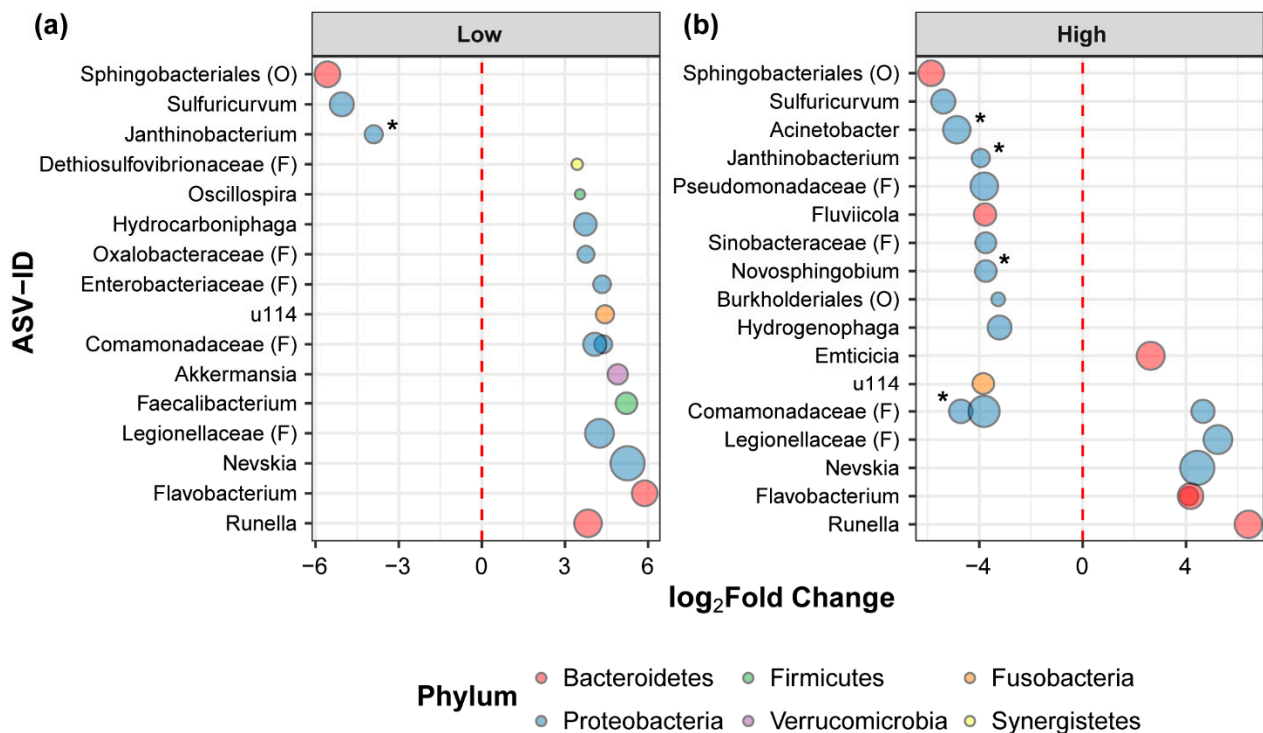 (a)
Low
Sphingobacteriales (O)
Sulfuricurvum
Janthinobacterium
*
Dethiosulfovibrionaceae (F)
Oscillospira
Hydrocarboniphaga
Oxalobacteraceae (F)
Enterobacteriaceae (F)
u114
Comamonadaceae (F)
Akkermansia
Faecalibacterium
Legionellaceae (F)
Nevskia
Flavobacterium
Runella
−6 −3 0 3 6
ASV−ID
(b)
High
Sphingobacteriales (O)
Sulfuricurvum
Acinetobacter
*
Janthinobacterium
*
Pseudomonadaceae (F)
Fluviicola
Sinobacteraceae (F)
Novosphingobium
*
Burkholderiales (O)
Hydrogenophaga
Emticicia
u114
Comamonadaceae (F)
*
Legionellaceae (F)
Nevskia
Flavobacterium
Runella
−4 0 4
log₂Fold Change
Phylum
Bacteroidetes
Firmicutes
Fusobacteria
Proteobacteria
Verrucomicrobia
Synergistetes